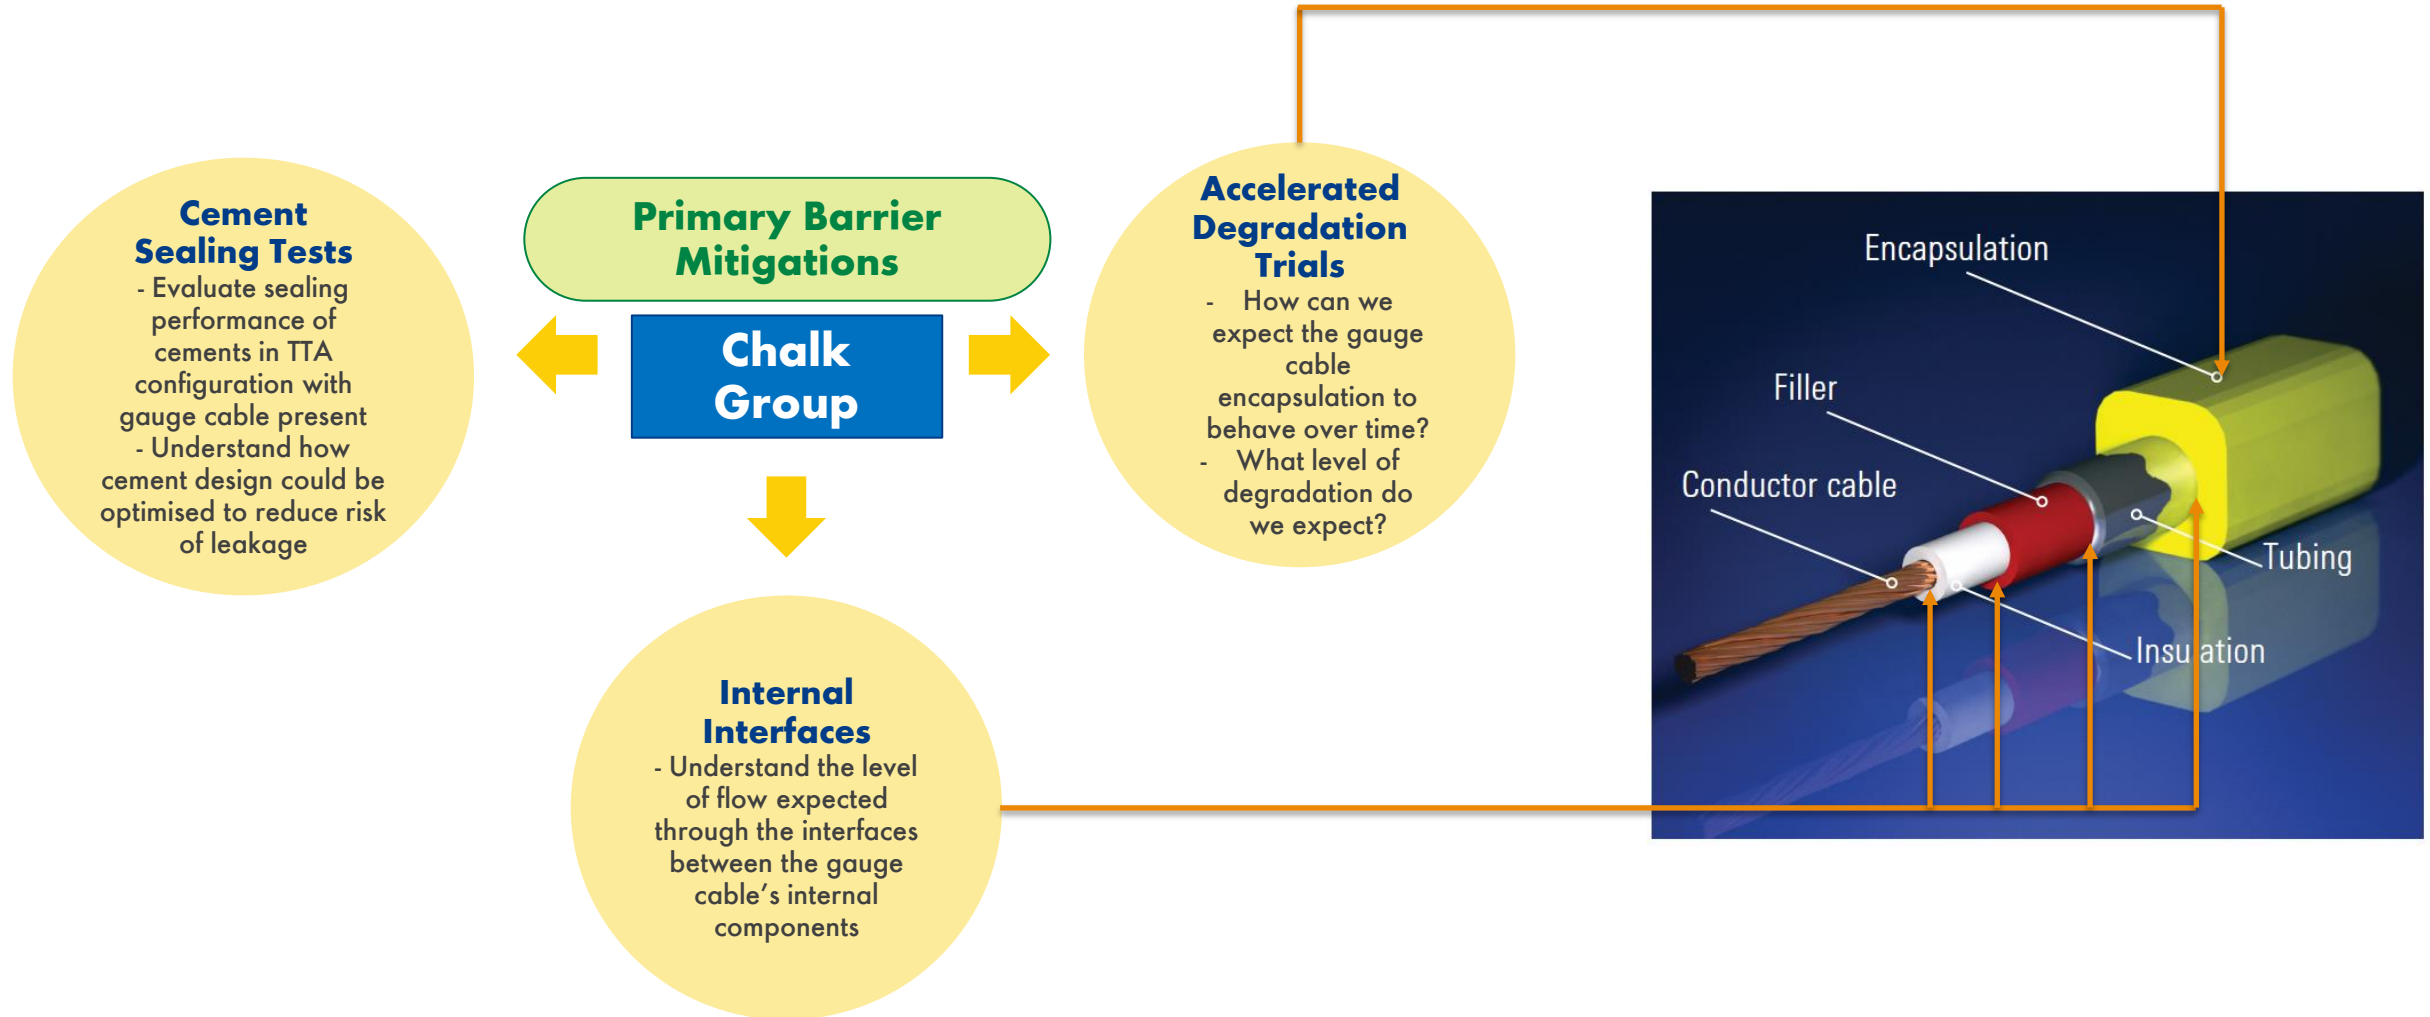 Cement
Sealing Tests
- Evaluate sealing
performance of
cements in TTA
configuration with
gauge cable present
- Understand how
cement design could be
optimised to reduce risk
of leakage
Primary Barrier
Mitigations
Chalk
Group
Accelerated
Degradation
Trials
- How can we
expect the gauge
cable
encapsulation to
behave over time?
- What level of
degradation do
we expect?
Internal
Interfaces
- Understand the level
of flow expected
through the interfaces
between the gauge
cable's internal
components
Encapsulation
Filler
Conductor cable
Tubing
Insulation